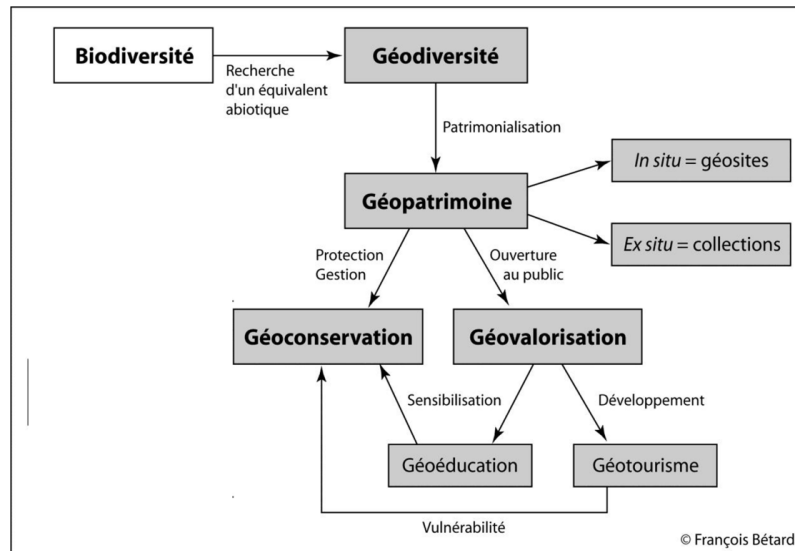 Biodiversité
Géodiversité
Recherche
d'un équivalent
abiotique
Patrimonialisation
In situ = géosites
Géopatrimoine
Ex situ = collections
Protection
Gestion
Ouverture
au public
Géoconservation
Géovalorisation
Sensibilisation
Développement
Géoéducation
Géotourisme
Vulnérabilité
© François Bétard